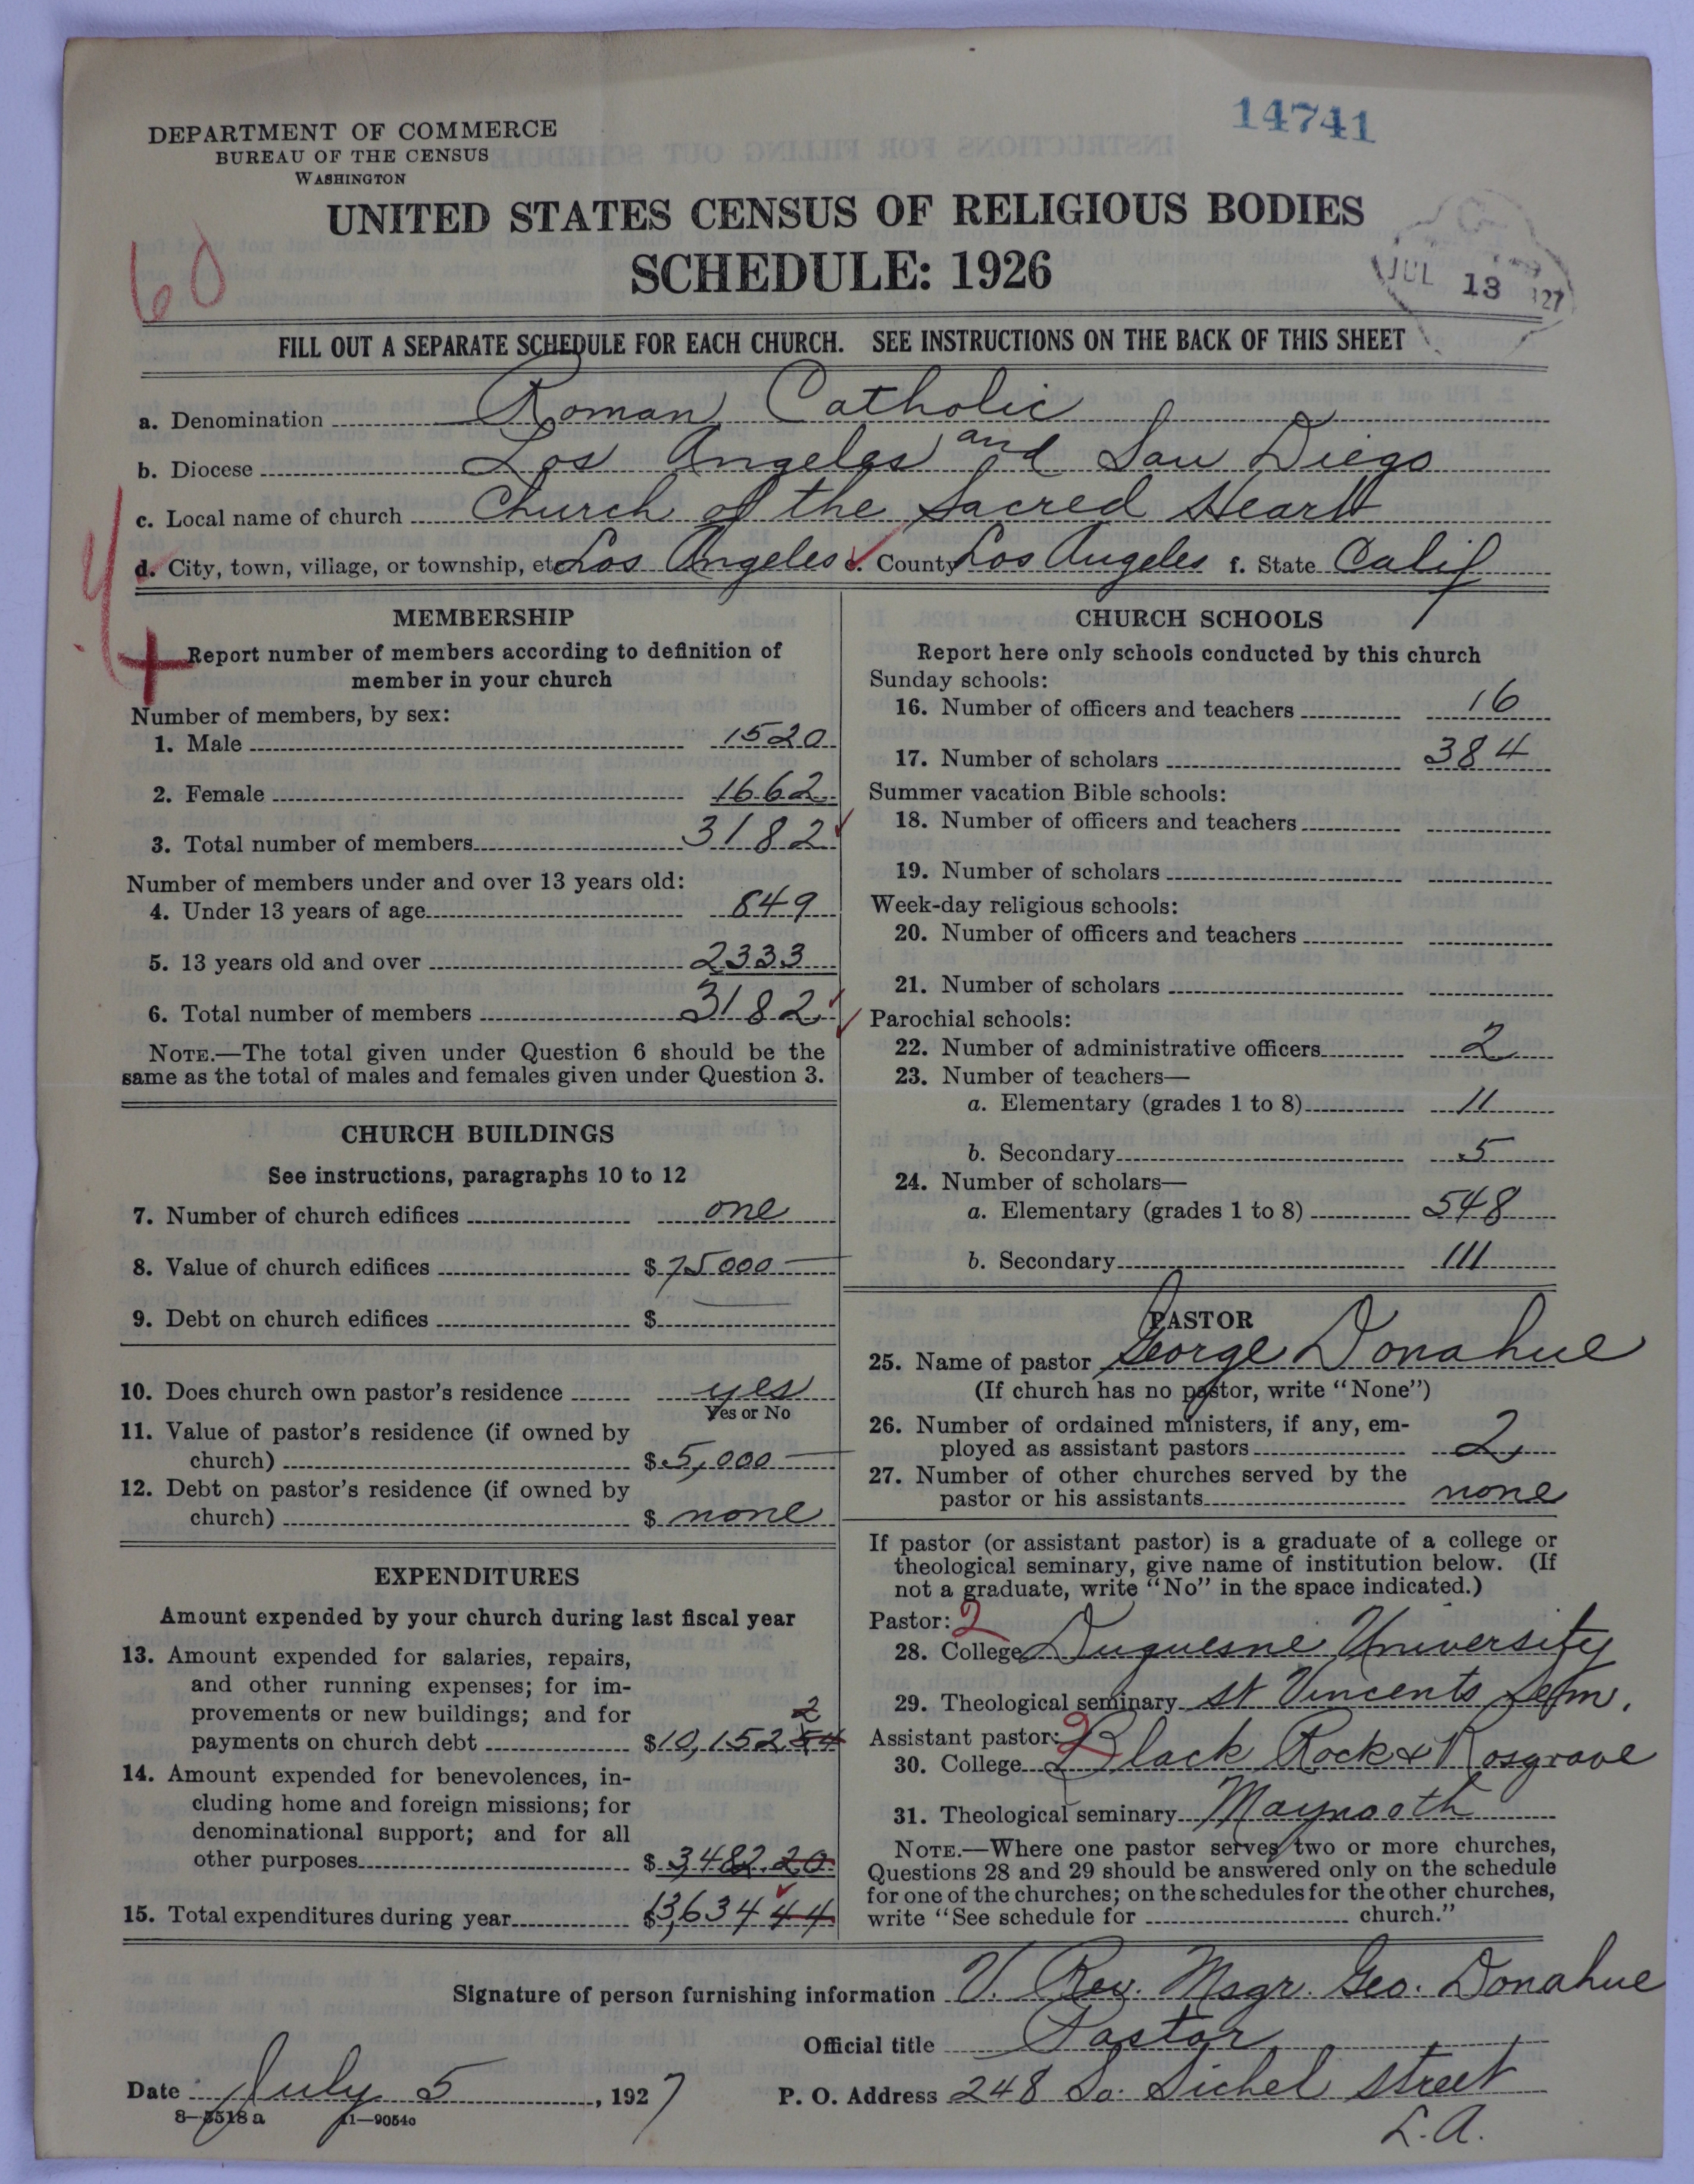 14741
DEPARTMENT OF COMMERCE
BUREAU OF THE CENSUS
WASHINGTON
UNITED STATES CENSUS OF RELIGIOUS BODIES
SCHEDULE: 1926
60
JUL 13 '27
FILL OUT A SEPARATE SCHEDULE FOR EACH CHURCH. SEE INSTRUCTIONS ON THE BACK OF THIS SHEET
a. Denomination Roman Catholic
b. Diocese Los Angeles and San Diego
c. Local name of church Church of the Sacred Heart
d. City, town, village, or township, etc Los Angeles e. County Los Angeles f. State Calif
MEMBERSHIP
Report number of members according to definition of
member in your church
Number of members, by sex:
1. Male 1520
2. Female 1662
3. Total number of members 3182
Number of members under and over 13 years old:
4. Under 13 years of age 849
5. 13 years old and over 2333
6. Total number of members 3182
NOTE.—The total given under Question 6 should be the
same as the total of males and females given under Question 3.
CHURCH BUILDINGS
See instructions, paragraphs 10 to 12
7. Number of church edifices one
8. Value of church edifices $75000
9. Debt on church edifices $
10. Does church own pastor's residence yes
Yes or No
11. Value of pastor's residence (if owned by
church) $5,000
12. Debt on pastor's residence (if owned by
church) $ none
EXPENDITURES
Amount expended by your church during last fiscal year
13. Amount expended for salaries, repairs,
and other running expenses; for im-
provements or new buildings; and for
2
payments on church debt $10,152 54
14. Amount expended for benevolences, in-
cluding home and foreign missions; for
denominational support; and for all
other purposes $3482.20
15. Total expenditures during year $13,634 44
CHURCH SCHOOLS
Report here only schools conducted by this church
Sunday schools:
16. Number of officers and teachers 16
17. Number of scholars 384
Summer vacation Bible schools:
18. Number of officers and teachers
19. Number of scholars
Week-day religious schools:
20. Number of officers and teachers
21. Number of scholars
Parochial schools:
22. Number of administrative officers 2
23. Number of teachers—
a. Elementary (grades 1 to 8) 11
b. Secondary 5
24. Number of scholars—
a. Elementary (grades 1 to 8) 548
b. Secondary 111
PASTOR
25. Name of pastor George Donahue
(If church has no pastor, write "None")
26. Number of ordained ministers, if any, em-
ployed as assistant pastors 2
27. Number of other churches served by the
pastor or his assistants none
If pastor (or assistant pastor) is a graduate of a college or
theological seminary, give name of institution below. (If
not a graduate, write "No" in the space indicated.)
Pastor: 2
28. College Duquesne University
29. Theological seminary St Vincents Sem.
Assistant pastor: 2
30. College Black Rock & Rosgrave
31. Theological seminary Maynooth
NOTE.—Where one pastor serves two or more churches,
Questions 28 and 29 should be answered only on the schedule
for one of the churches; on the schedules for the other churches,
write "See schedule for church."
Signature of person furnishing information V. Rev. Msgr. Geo. Donahue
Official title Pastor
Date July 5, 1927 P. O. Address 248 So. Sichel Street
L.A.
8—5518a 11—9054c